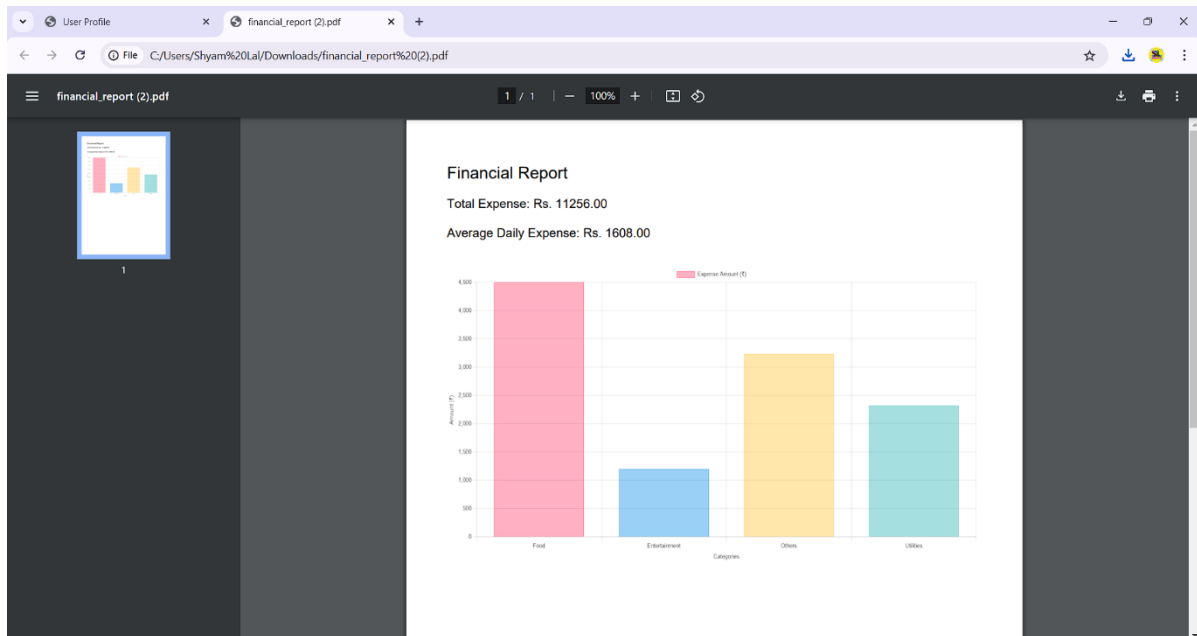 User Profile
financial_report (2).pdf
File C:/Users/Shyam%20Lal/Downloads/financial_report%20(2).pdf
financial_report (2).pdf
1 / 1
100%
1
Financial Report
Total Expense: Rs. 11256.00
Average Daily Expense: Rs. 1608.00
Expense Amount (₹)
4,500
4,000
3,500
3,000
2,500
2,000
1,500
1,000
500
0
Amount (₹)
Food Entertainment Others Utilities
Categories